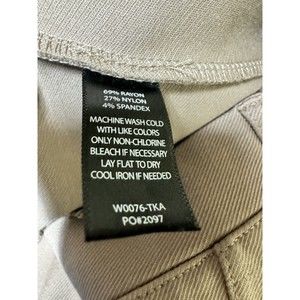 69% RAYON
27% NYLON
4% SPANDEX
MACHINE WASH COLD
WITH LIKE COLORS
ONLY NON-CHLORINE
BLEACH IF NECESSARY
LAY FLAT TO DRY
COOL IRON IF NEEDED
W0076-TKA
PO#2097